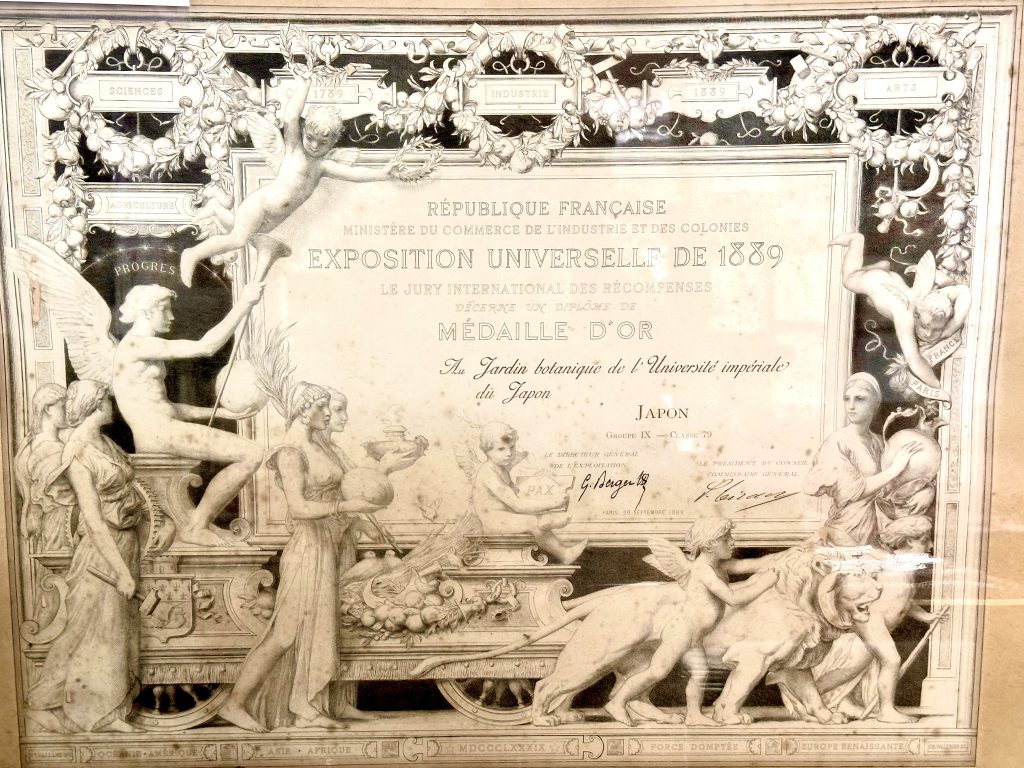 SCIENCES
1789
INDUSTRIE
1889
ARTS
AGRICULTURE
PROGRES
RÉPUBLIQUE FRANÇAISE
MINISTÈRE DU COMMERCE DE L'INDUSTRIE ET DES COLONIES
EXPOSITION UNIVERSELLE DE 1889
LE JURY INTERNATIONAL DES RÉCOMPENSES
DÉCERNE UN DIPLÔME DE
MÉDAILLE D'OR
Au Jardin botanique de l'Université impériale
du Japon
JAPON
GROUPE IX — CLASSE 79
FRANCE
PARIS
LE DIRECTEUR GÉNÉRAL
DE L'EXPLOITATION
G. Berger
LE PRÉSIDENT DU CONSEIL
COMMISSAIRE GÉNÉRAL
PAX
PARIS, 29 SEPTEMBRE 1889
OCÉANIE · AMÉRIQUE
ASIE · AFRIQUE
MDCCCLXXXIX
FORCE DOMPTÉE
EUROPE RENAISSANTE